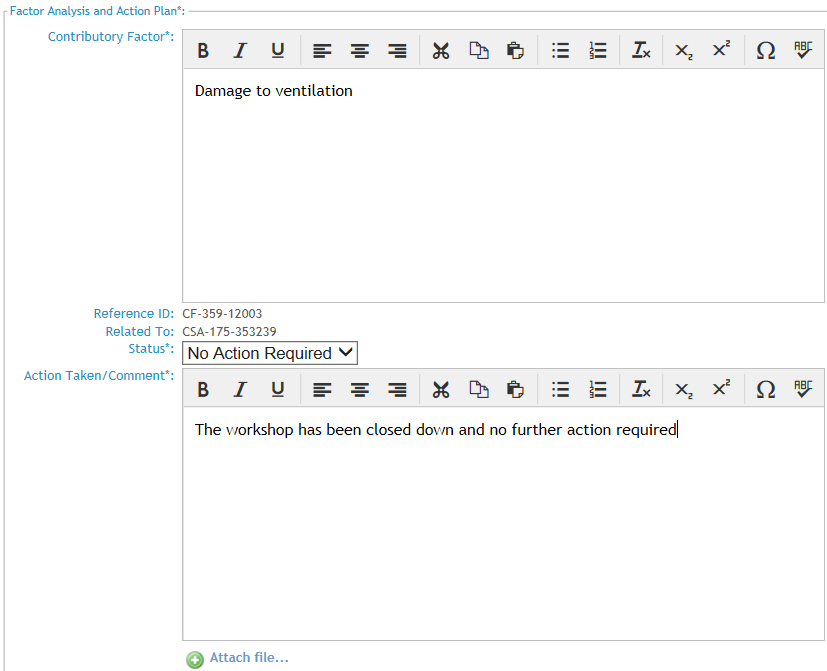 Factor Analysis and Action Plan*:
Contributory Factor*:
B I U ABC
Damage to ventilation
Reference ID: CF-359-12003
Related To: CSA-175-353239
Status*: No Action Required
Action Taken/Comment*:
B I U ABC
The workshop has been closed down and no further action required
Attach file...